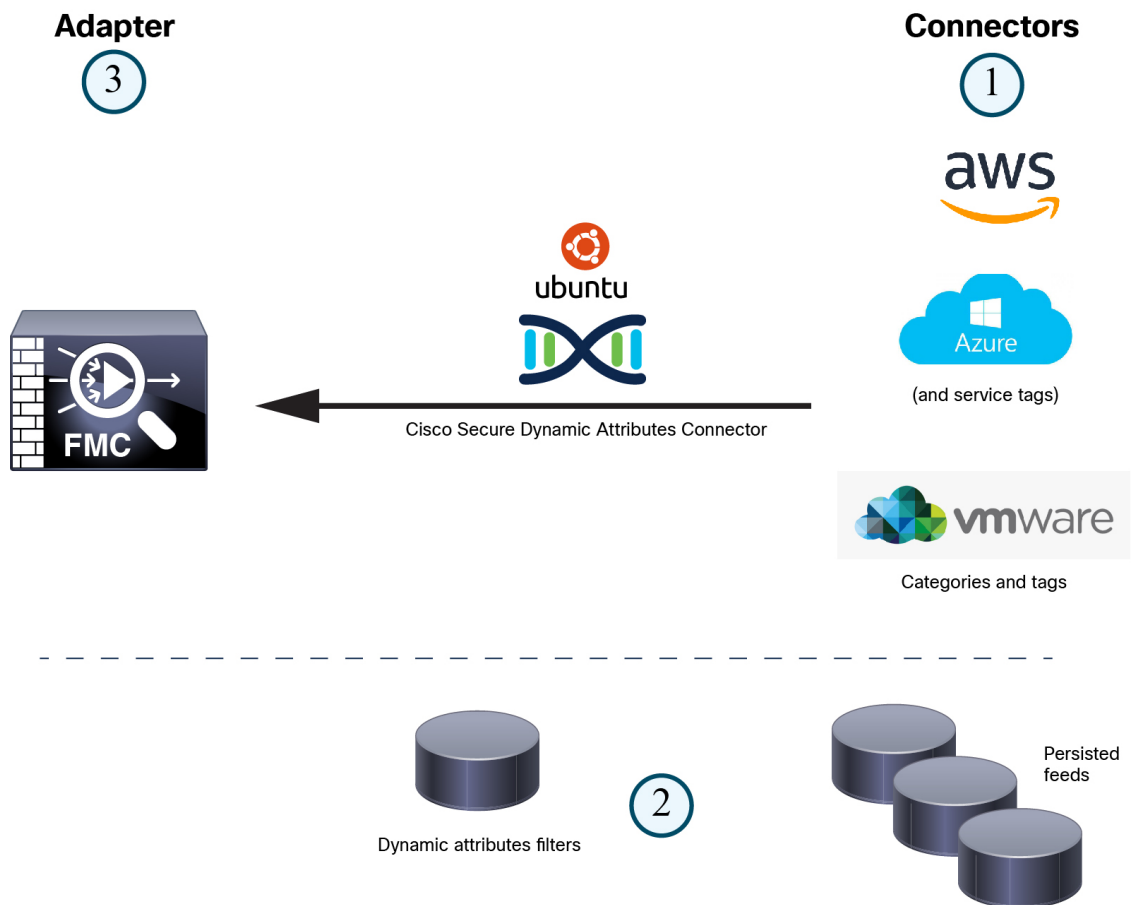 Adapter
3
Connectors
1
aws
ubuntu
Azure
(and service tags)
Cisco Secure Dynamic Attributes Connector
FMC
vmware
Categories and tags
Persisted
feeds
2
Dynamic attributes filters